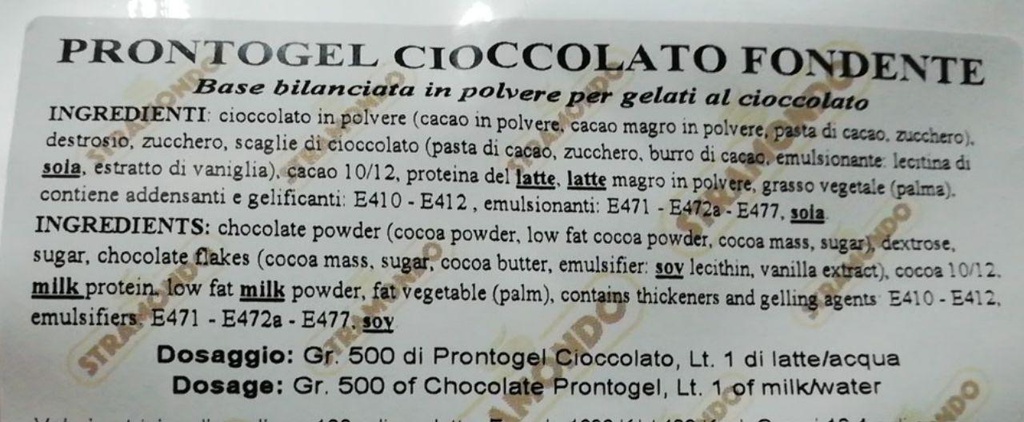 PRONTOGEL CIOCCOLATO FONDENTE
Base bilanciata in polvere per gelati al cioccolato
INGREDIENTI: cioccolato in polvere (cacao in polvere, cacao magro in polvere, pasta di cacao, zucchero),
destrosio, zucchero, scaglie di cioccolato (pasta di cacao, zucchero, burro di cacao, emulsionante: lecitina di
soia, estratto di vaniglia), cacao 10/12, proteina del latte, latte magro in polvere, grasso vegetale (palma),
contiene addensanti e gelificanti: E410 - E412 , emulsionanti: E471 - E472a - E477, soia
INGREDIENTS: chocolate powder (cocoa powder, low fat cocoa powder, cocoa mass, sugar), dextrose,
sugar, chocolate flakes (cocoa mass, sugar, cocoa butter, emulsifier: soy lecithin, vanilla extract), cocoa 10/12,
milk protein, low fat milk powder, fat vegetable (palm), contains thickeners and gelling agents: E410 - E412,
emulsifiers: E471 - E472a - E477, soy
Dosaggio: Gr. 500 di Prontogel Cioccolato, Lt. 1 di latte/acqua
Dosage: Gr. 500 of Chocolate Prontogel, Lt. 1 of milk/water
STRAMONDO
STRAMONDO
STRAMONDO
STRAMONDO
STRAMONDO
STRAMONDO
STRAMONDO